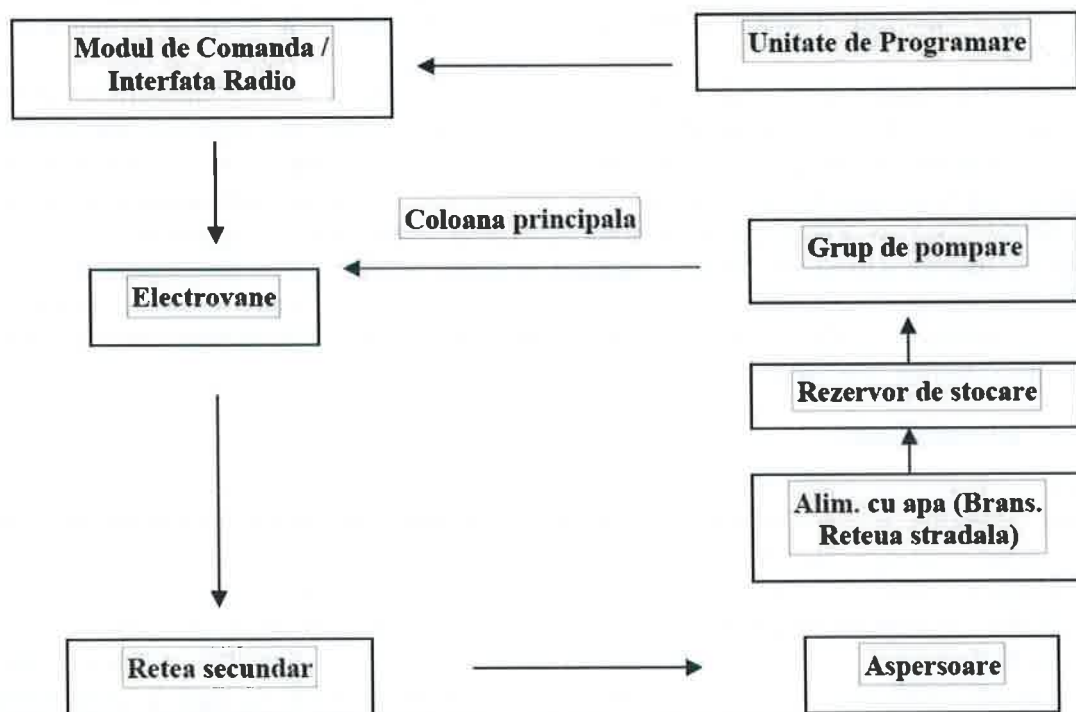 Modul de Comanda /
Interfata Radio
Unitate de Programare
Coloana principala
Grup de pompare
Electrovane
Rezervor de stocare
Alim. cu apa (Brans.
Reteua stradala)
Retea secundar
Aspersoare